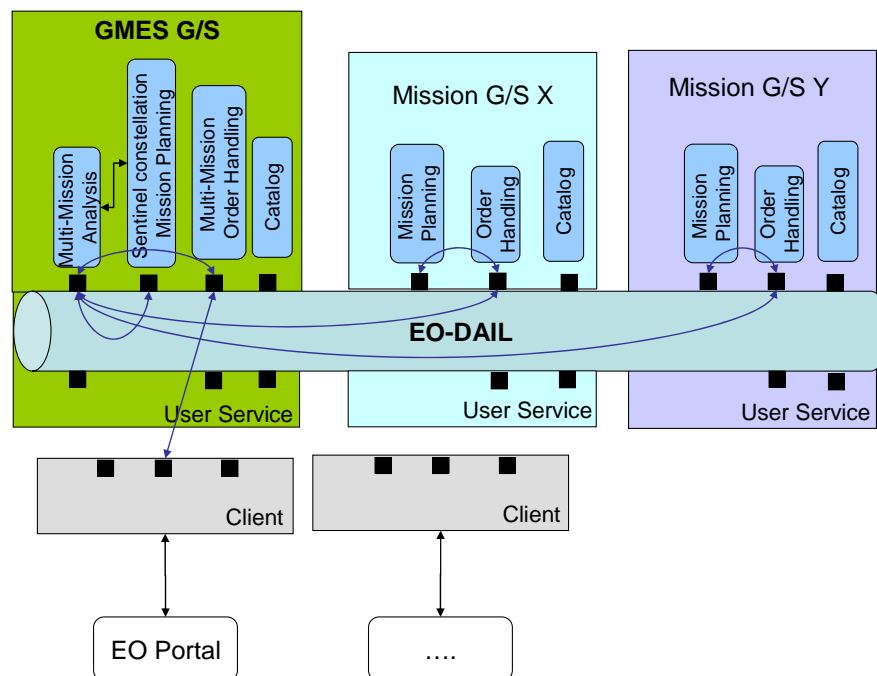 GMES G/S
Multi-Mission
Analysis
Sentinel constellation
Mission Planning
Multi-Mission
Order Handling
Catalog
Mission G/S X
Mission
Planning
Order
Handling
Catalog
Mission G/S Y
Mission
Planning
Order
Handling
Catalog
EO-DAIL
User Service
User Service
User Service
Client
Client
EO Portal
....